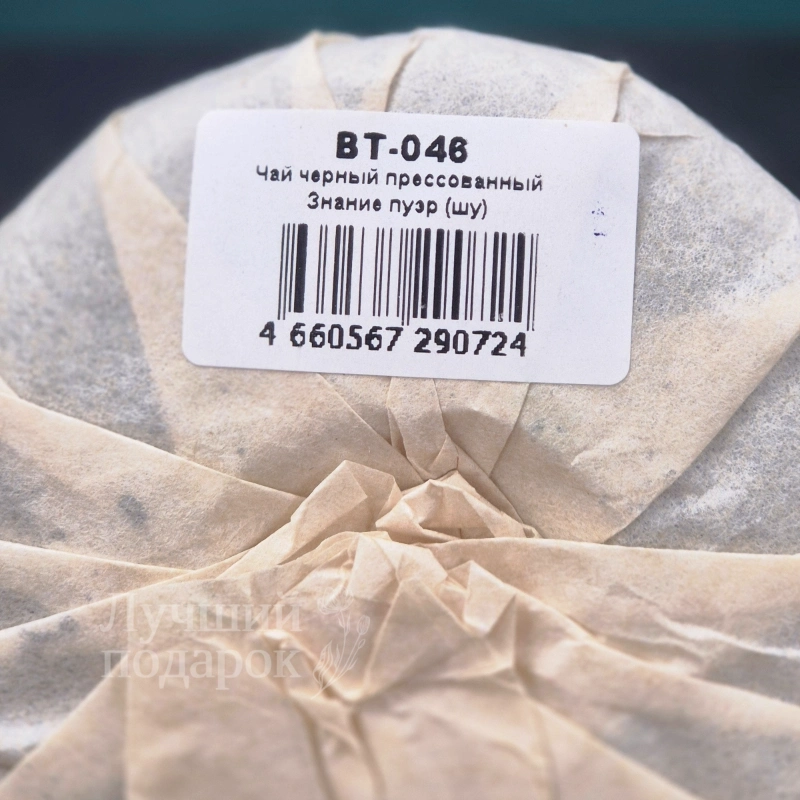 BT-046
Чай черный прессованный
Знание пуэр (шу)
4 660567 290724
Лучший
подарок